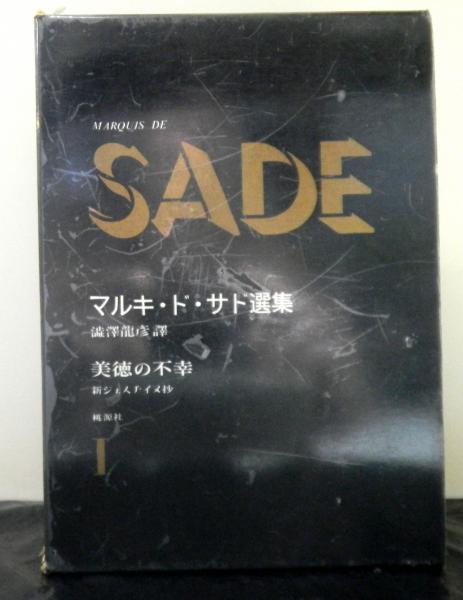 MARQUIS DE
SADE
マルキ・ド・サド選集
澁澤龍彦譯
美徳の不幸
新ジュスチイヌ抄
桃源社
I